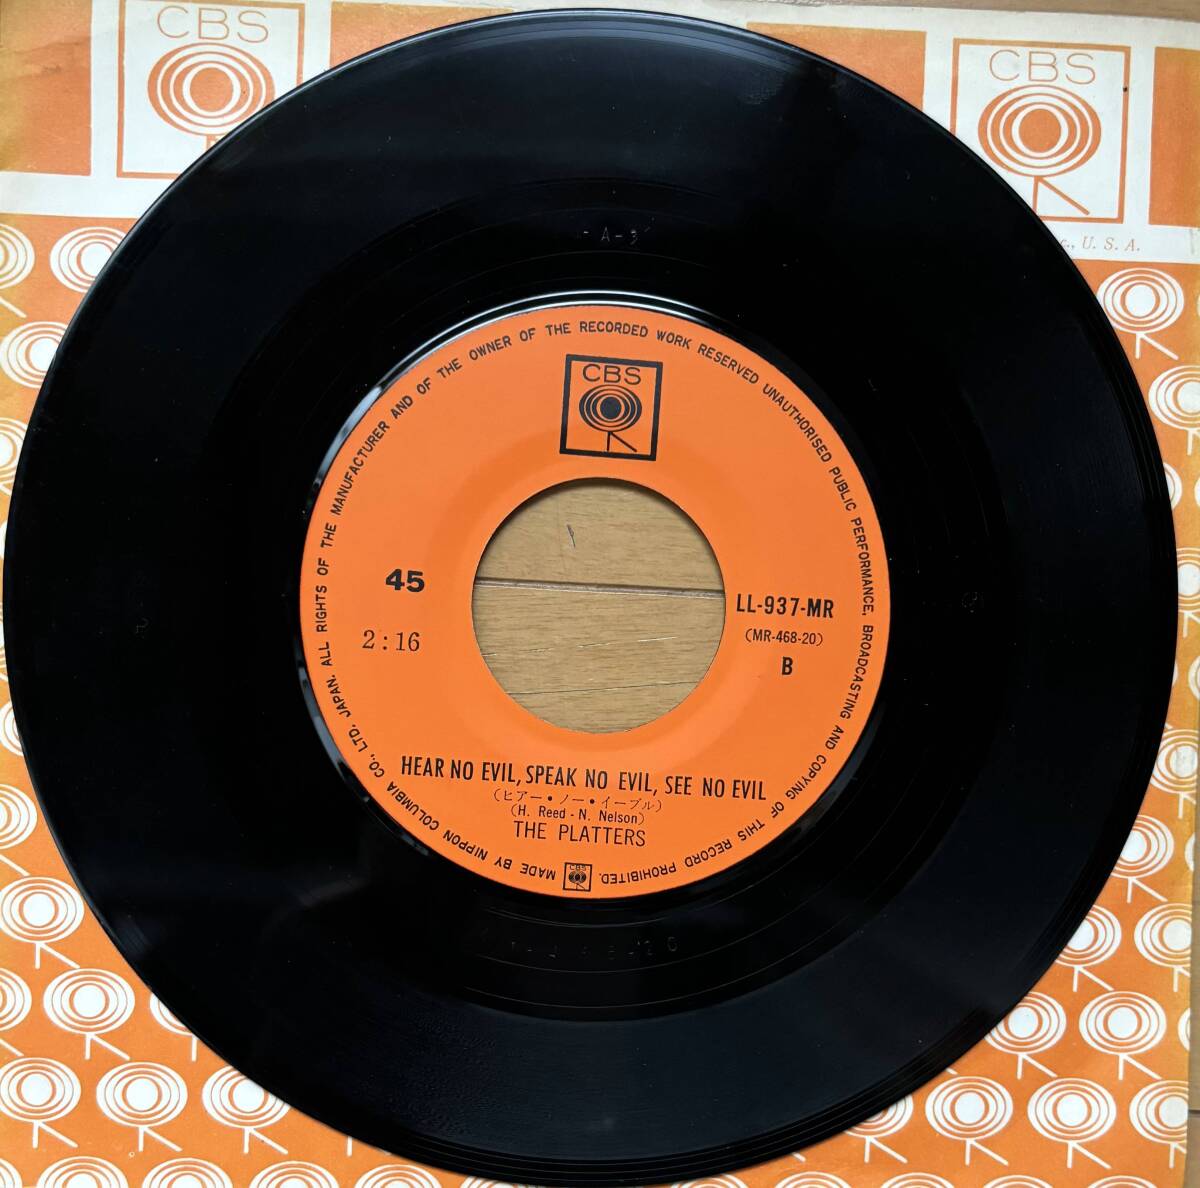 CBS
CBS
., U. S. A.
-A-3
MADE BY NIPPON COLUMBIA CO., LTD. JAPAN. ALL RIGHTS OF THE MANUFACTURER AND OF THE OWNER OF THE RECORDED WORK RESERVED UNAUTHORISED PUBLIC PERFORMANCE, BROADCASTING AND COPYING OF THIS RECORD PROHIBITED.
CBS
45
2:16
LL-937-MR
(MR-468-20)
B
HEAR NO EVIL, SPEAK NO EVIL, SEE NO EVIL
(ヒアー・ノー・イーブル)
(H. Reed - N. Nelson)
THE PLATTERS
CBS